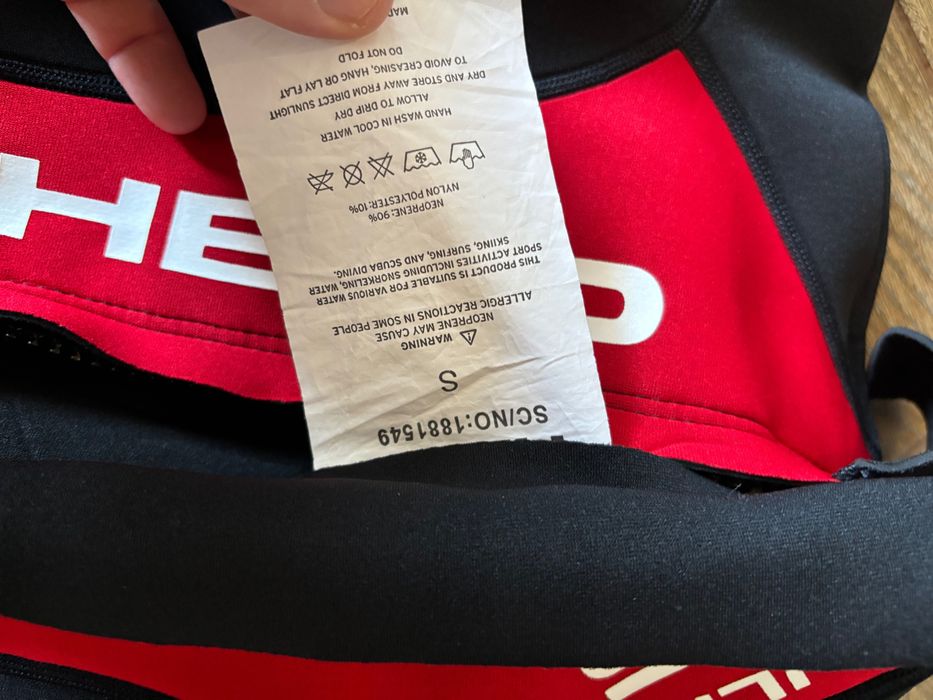 HE D
SC/NO:1881549
S
WARNING
NEOPRENE MAY CAUSE
ALLERGIC REACTIONS IN SOME PEOPLE
THIS PRODUCT IS SUITABLE FOR VARIOUS WATER
SPORT ACTIVITIES INCLUDING SNORKELING, WATER
SKIING, SURFING, AND SCUBA DIVING.
NEOPRENE: 90%
NYLON POLYESTER:10%
HAND WASH IN COOL WATER
ALLOW TO DRIP DRY
DRY AND STORE AWAY FROM DIRECT SUNLIGHT
TO AVOID CREASING, HANG OR LAY FLAT
DO NOT FOLD